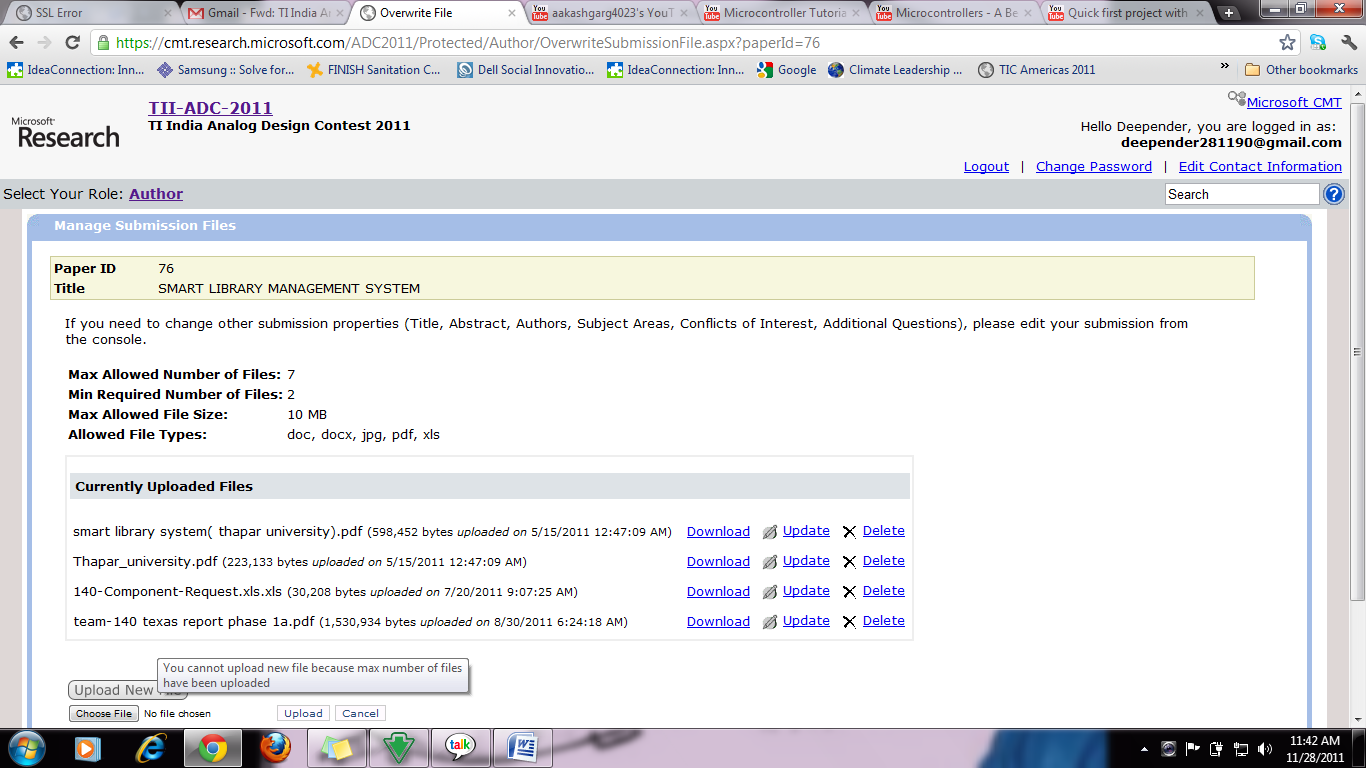 SSL Error
Gmail - Fwd: TI India An
Overwrite File
aakashgarg4023's YouT
Microcontroller Tutoria
Microcontrollers - A Be
Quick first project with
https://cmt.research.microsoft.com/ADC2011/Protected/Author/OverwriteSubmissionFile.aspx?paperId=76
IdeaConnection: Inn... Samsung :: Solve for... FINISH Sanitation C... Dell Social Innovatio... IdeaConnection: Inn... Google Climate Leadership ... TIC Americas 2011 » Other bookmarks
Microsoft®
Research
TII-ADC-2011
TI India Analog Design Contest 2011
Microsoft CMT
Hello Deepender, you are logged in as:
deepender281190@gmail.com
Logout | Change Password | Edit Contact Information
Select Your Role: Author
Search
?
Manage Submission Files
Paper ID 76
Title SMART LIBRARY MANAGEMENT SYSTEM
If you need to change other submission properties (Title, Abstract, Authors, Subject Areas, Conflicts of Interest, Additional Questions), please edit your submission from
the console.
Max Allowed Number of Files: 7
Min Required Number of Files: 2
Max Allowed File Size: 10 MB
Allowed File Types: doc, docx, jpg, pdf, xls
Currently Uploaded Files
smart library system( thapar university).pdf (598,452 bytes uploaded on 5/15/2011 12:47:09 AM) Download Update Delete
Thapar_university.pdf (223,133 bytes uploaded on 5/15/2011 12:47:09 AM) Download Update Delete
140-Component-Request.xls.xls (30,208 bytes uploaded on 7/20/2011 9:07:25 AM) Download Update Delete
team-140 texas report phase 1a.pdf (1,530,934 bytes uploaded on 8/30/2011 6:24:18 AM) Download Update Delete
You cannot upload new file because max number of files
have been uploaded
Upload New File
Choose File No file chosen Upload Cancel
talk
11:42 AM
11/28/2011